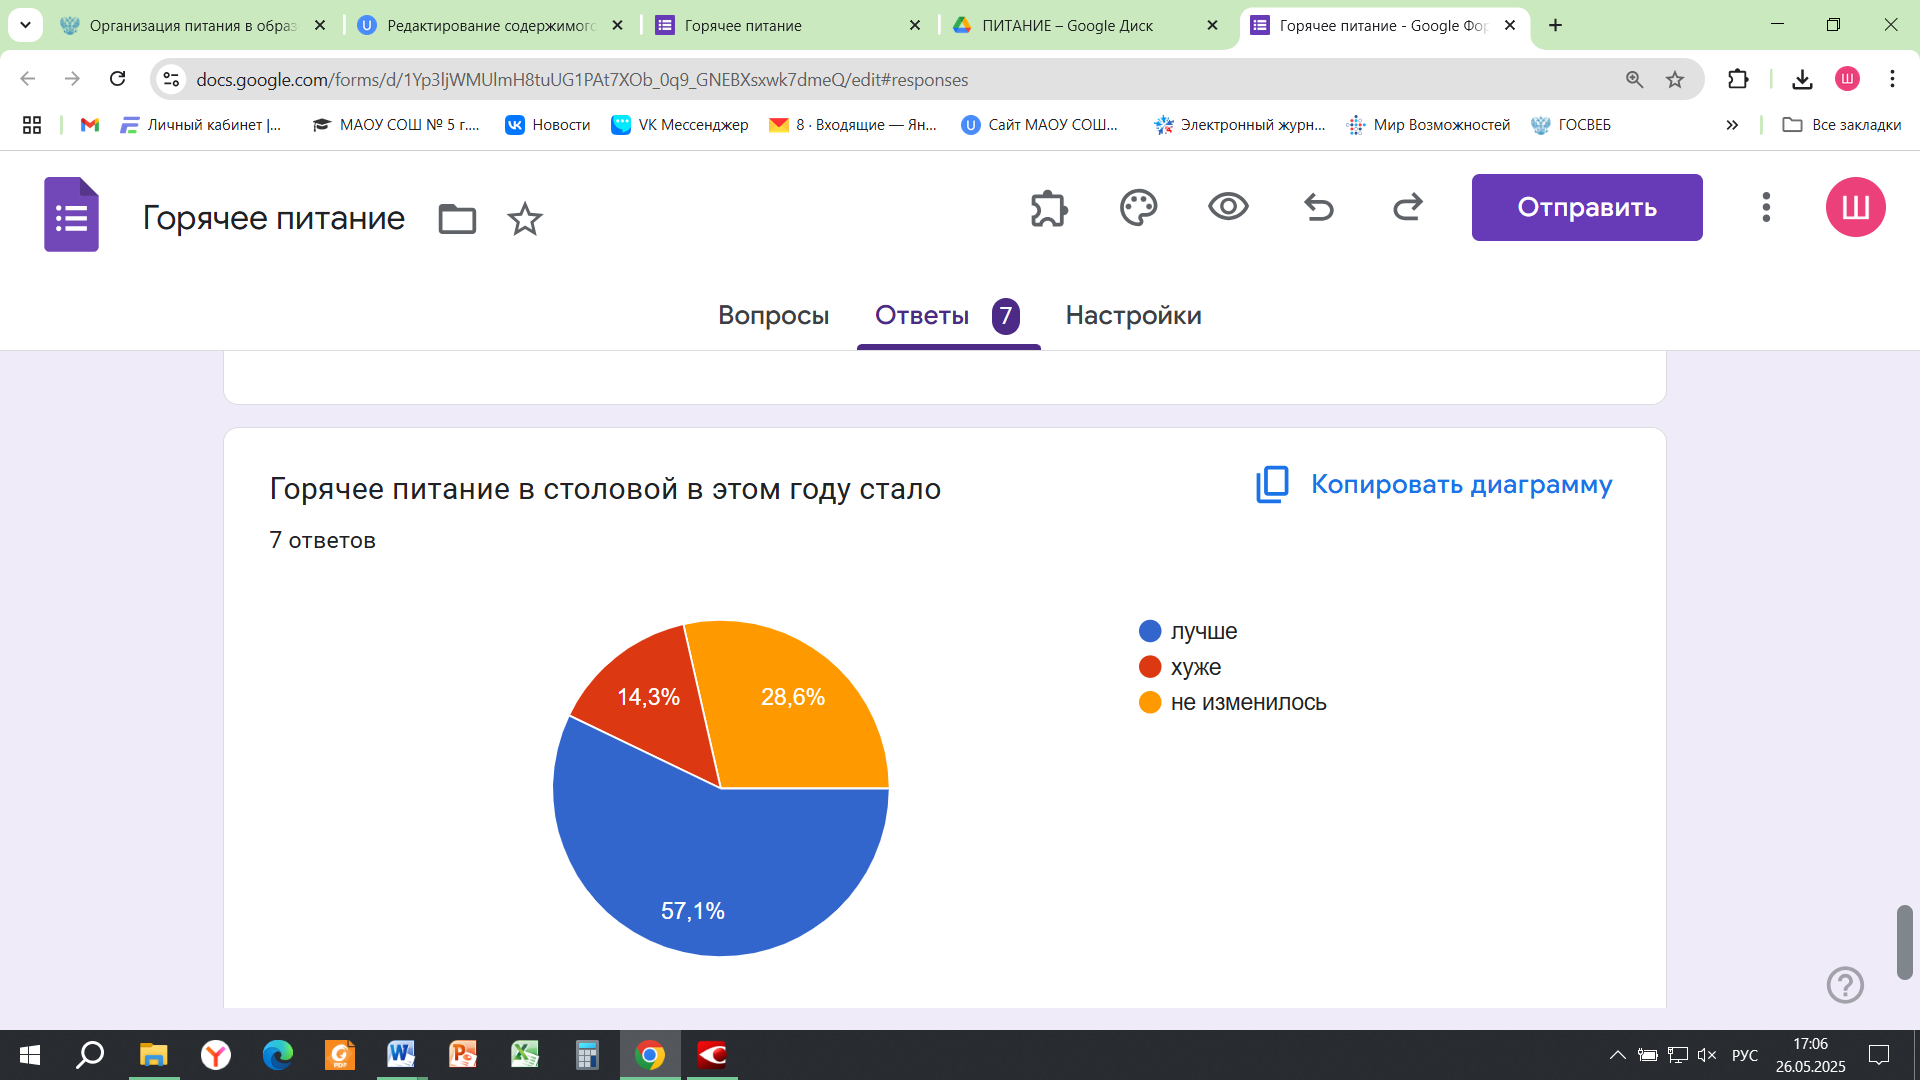 Организация питания в образ
Редактирование содержимого
Горячее питание
ПИТАНИЕ – Google Диск
Горячее питание - Google Фор
docs.google.com/forms/d/1Yp3ljWMUlmH8tuUG1PAt7XOb_0q9_GNEBXsxwk7dmeQ/edit#responses
Ш
Личный кабинет |...
МАОУ СОШ № 5 г....
Новости
VK Мессенджер
8 · Входящие — Ян...
Сайт МАОУ СОШ...
Электронный журн...
Мир Возможностей
ГОСВЕБ
Все закладки
Горячее питание
Отправить
Ш
Вопросы
Ответы 7
Настройки
Горячее питание в столовой в этом году стало
Копировать диаграмму
7 ответов
лучше
хуже
не изменилось
14,3%
28,6%
57,1%
РУС
17:06
26.05.2025